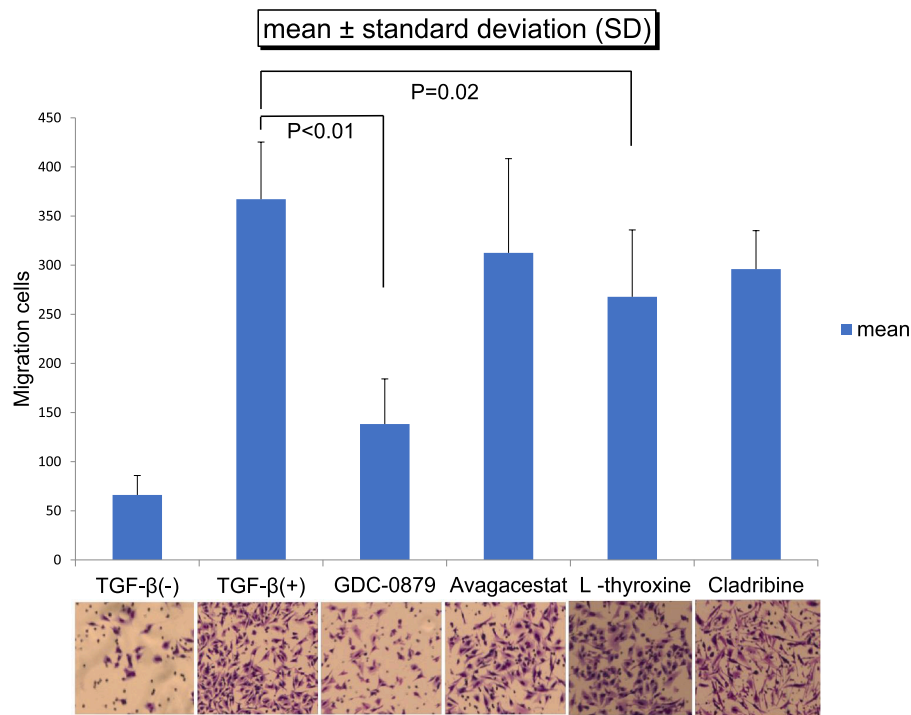 mean ± standard deviation (SD)
P=0.02
P<0.01
450
400
350
300
250
200
150
100
50
0
Migration cells
mean
TGF-β(-) TGF-β(+) GDC-0879 Avagacestat L -thyroxine Cladribine